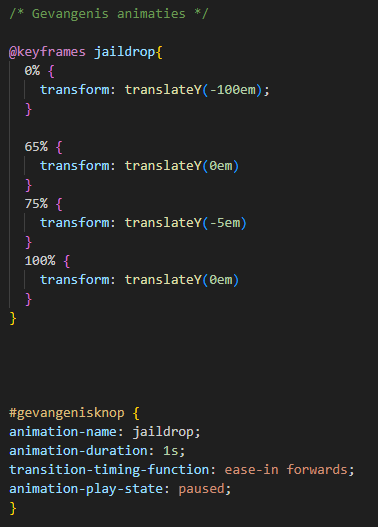 /* Gevangenis animaties */
@keyframes jaildrop{
0% {
transform: translateY(-100em);
}
65% {
transform: translateY(0em)
}
75% {
transform: translateY(-5em)
}
100% {
transform: translateY(0em)
}
}
#gevangenisknop {
animation-name: jaildrop;
animation-duration: 1s;
transition-timing-function: ease-in forwards;
animation-play-state: paused;
}